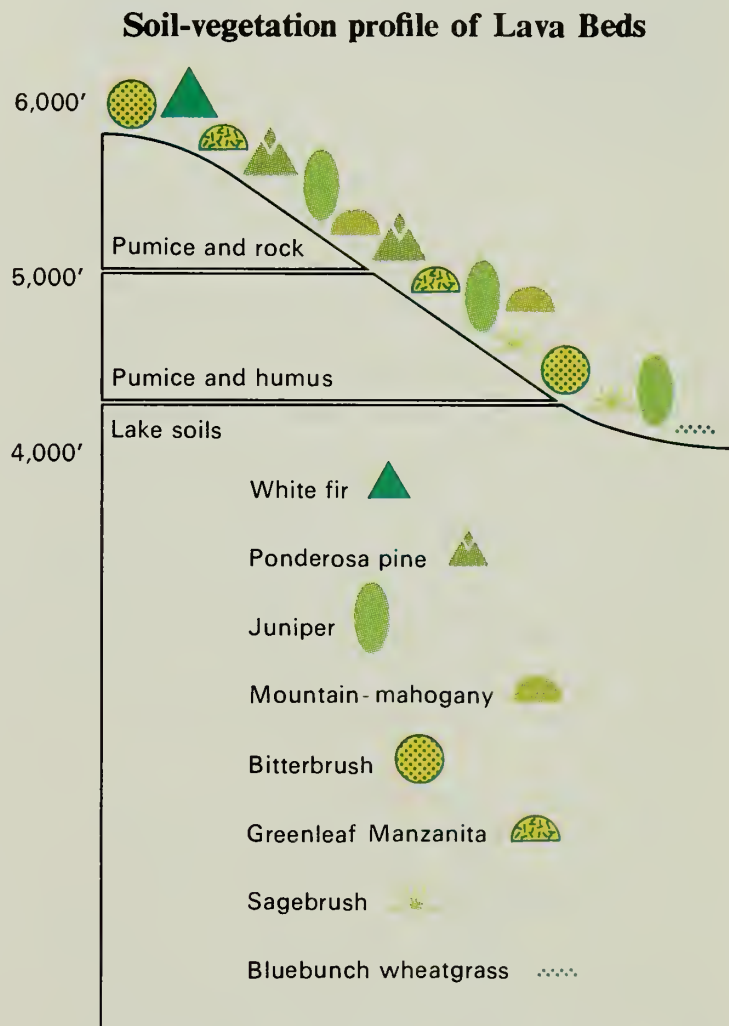 Soil-vegetation profile of Lava Beds
6,000′
Pumice and rock
5,000′
Pumice and humus
Lake soils
4,000′
White fir
Ponderosa pine
Juniper
Mountain-mahogany
Bitterbrush
Greenleaf Manzanita
Sagebrush
Bluebunch wheatgrass